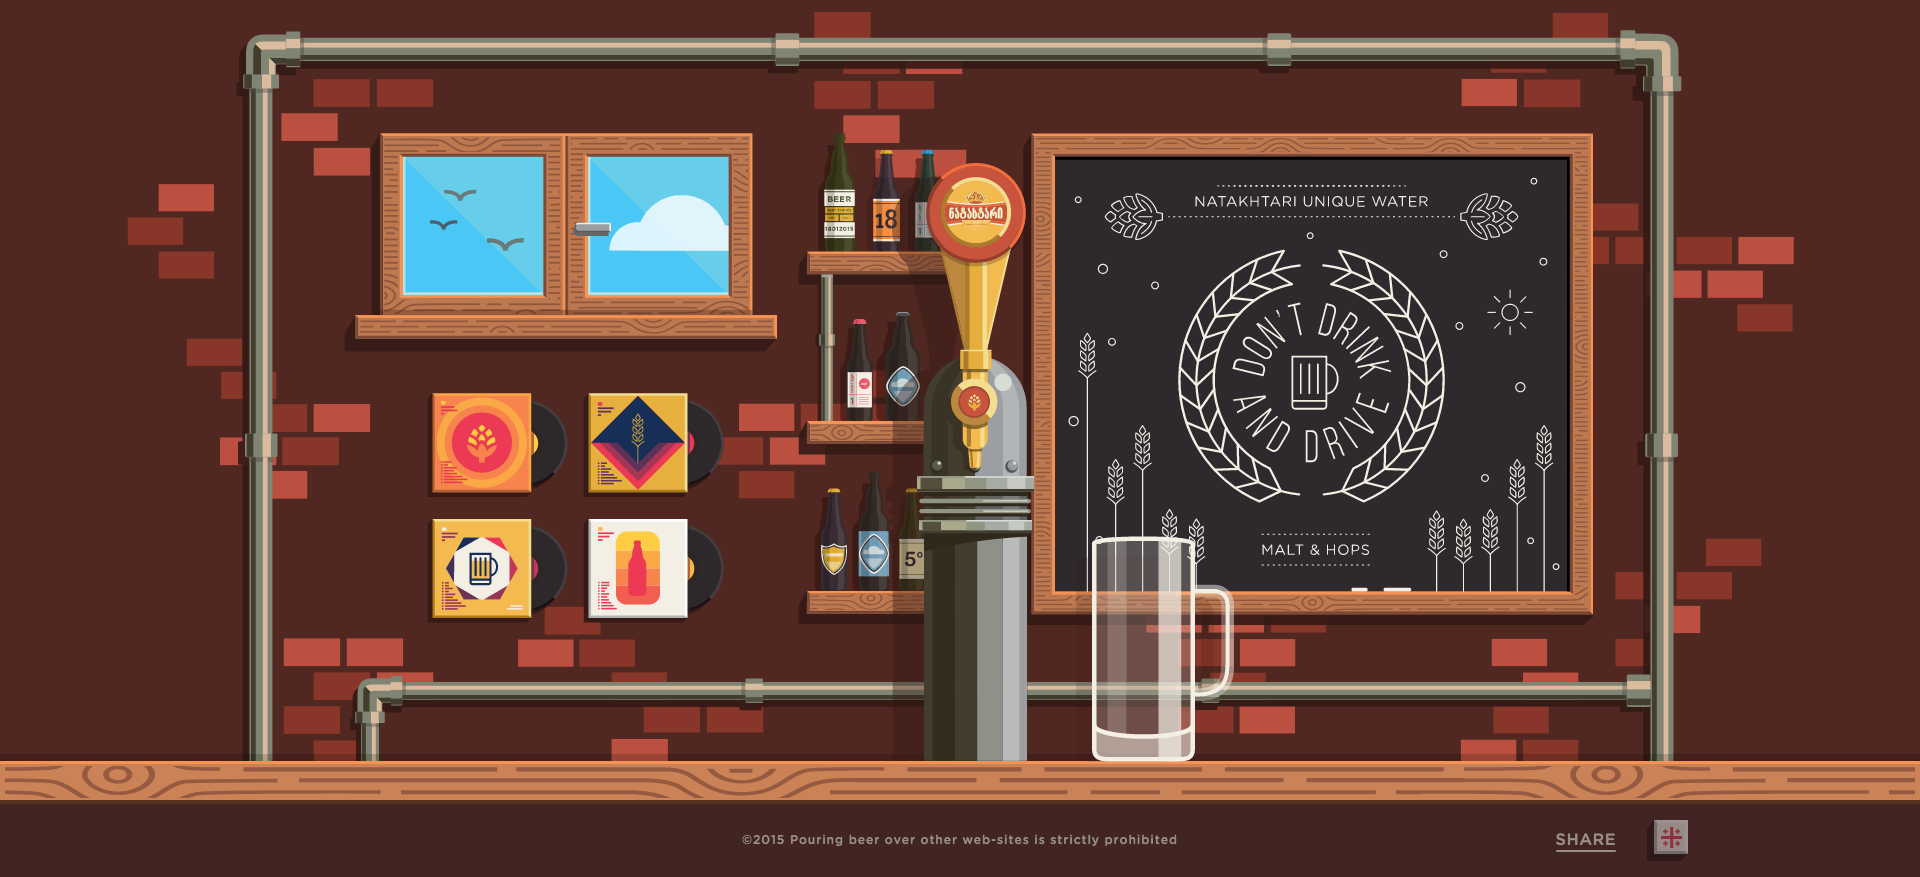 BEER
18012015
18
ნატახტარი
NATAKHTARI UNIQUE WATER
DON'T DRINK
AND DRIVE
5°
MALT & HOPS
©2015 Pouring beer over other web-sites is strictly prohibited
SHARE